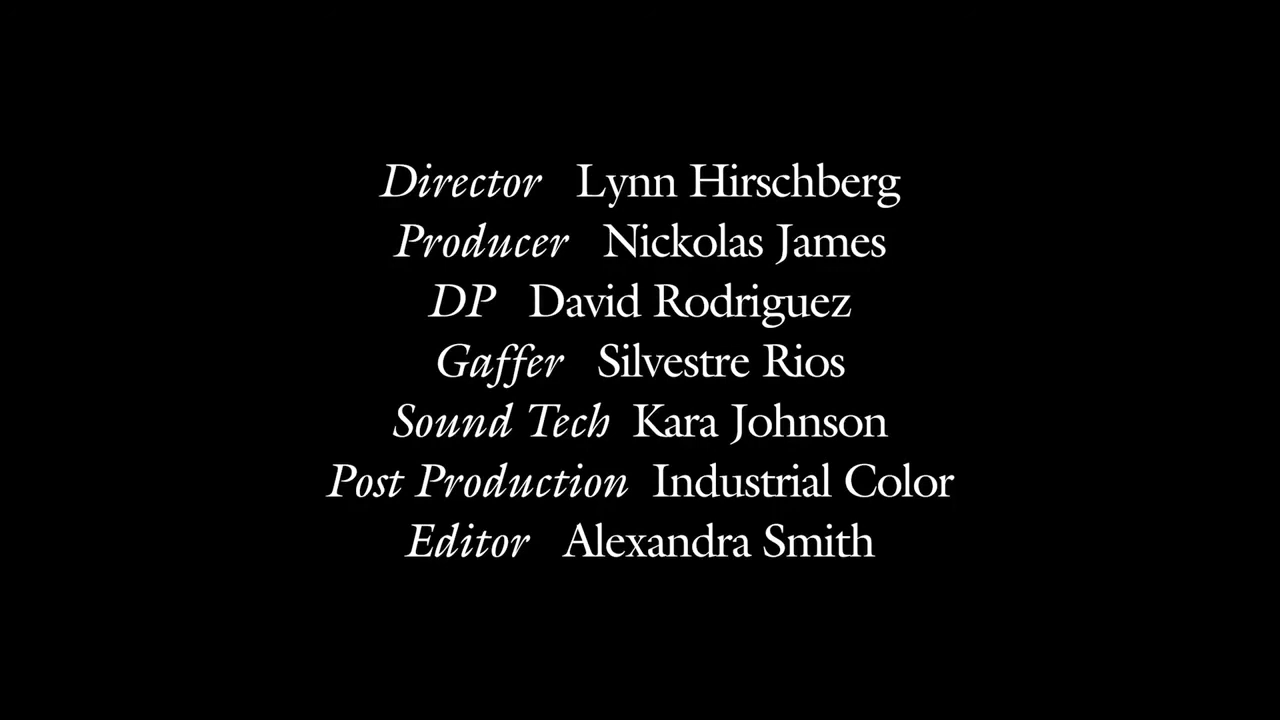 Director Lynn Hirschberg
Producer Nickolas James
DP David Rodriguez
Gaffer Silvestre Rios
Sound Tech Kara Johnson
Post Production Industrial Color
Editor Alexandra Smith